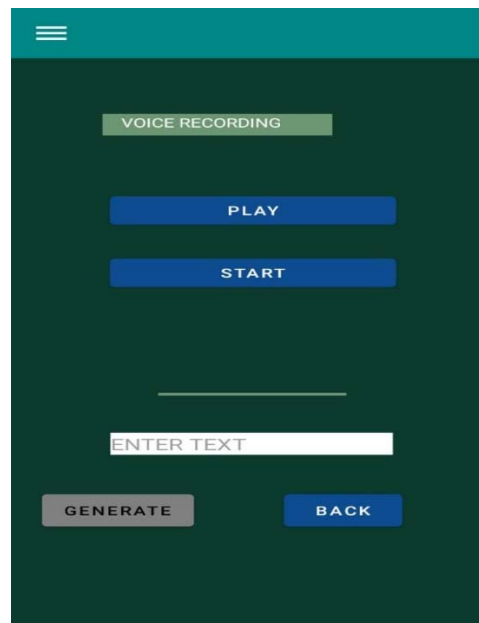 VOICE RECORDING
PLAY
START
ENTER TEXT
GENERATE BACK